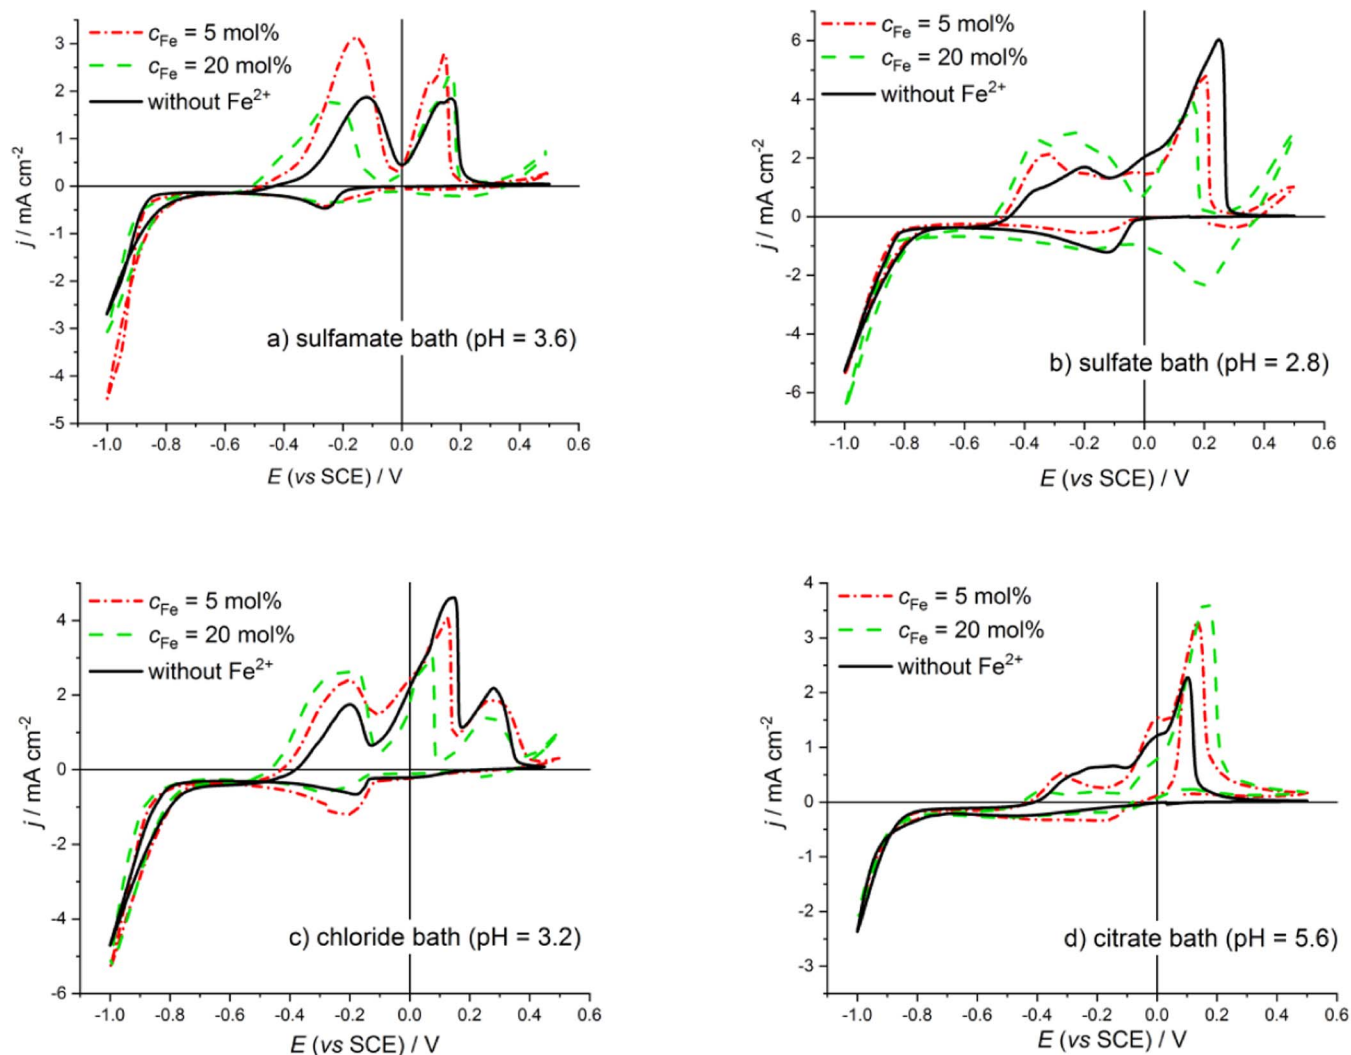 c_Fe = 5 mol%
c_Fe = 20 mol%
without Fe²⁺
3
2
1
0
-1
-2
-3
-4
-5
j / mA cm⁻²
a) sulfamate bath (pH = 3.6)
-1.0 -0.8 -0.6 -0.4 -0.2 0.0 0.2 0.4 0.6
E (vs SCE) / V
c_Fe = 5 mol%
c_Fe = 20 mol%
without Fe²⁺
6
4
2
0
-2
-4
-6
j / mA cm⁻²
b) sulfate bath (pH = 2.8)
-1.0 -0.8 -0.6 -0.4 -0.2 0.0 0.2 0.4 0.6
E (vs SCE) / V
c_Fe = 5 mol%
c_Fe = 20 mol%
without Fe²⁺
4
2
0
-2
-4
-6
j / mA cm⁻²
c) chloride bath (pH = 3.2)
-1.0 -0.8 -0.6 -0.4 -0.2 0.0 0.2 0.4 0.6
E (vs SCE) / V
c_Fe = 5 mol%
c_Fe = 20 mol%
without Fe²⁺
4
3
2
1
0
-1
-2
-3
j / mA cm⁻²
d) citrate bath (pH = 5.6)
-1.0 -0.8 -0.6 -0.4 -0.2 0.0 0.2 0.4 0.6
E (vs SCE) / V